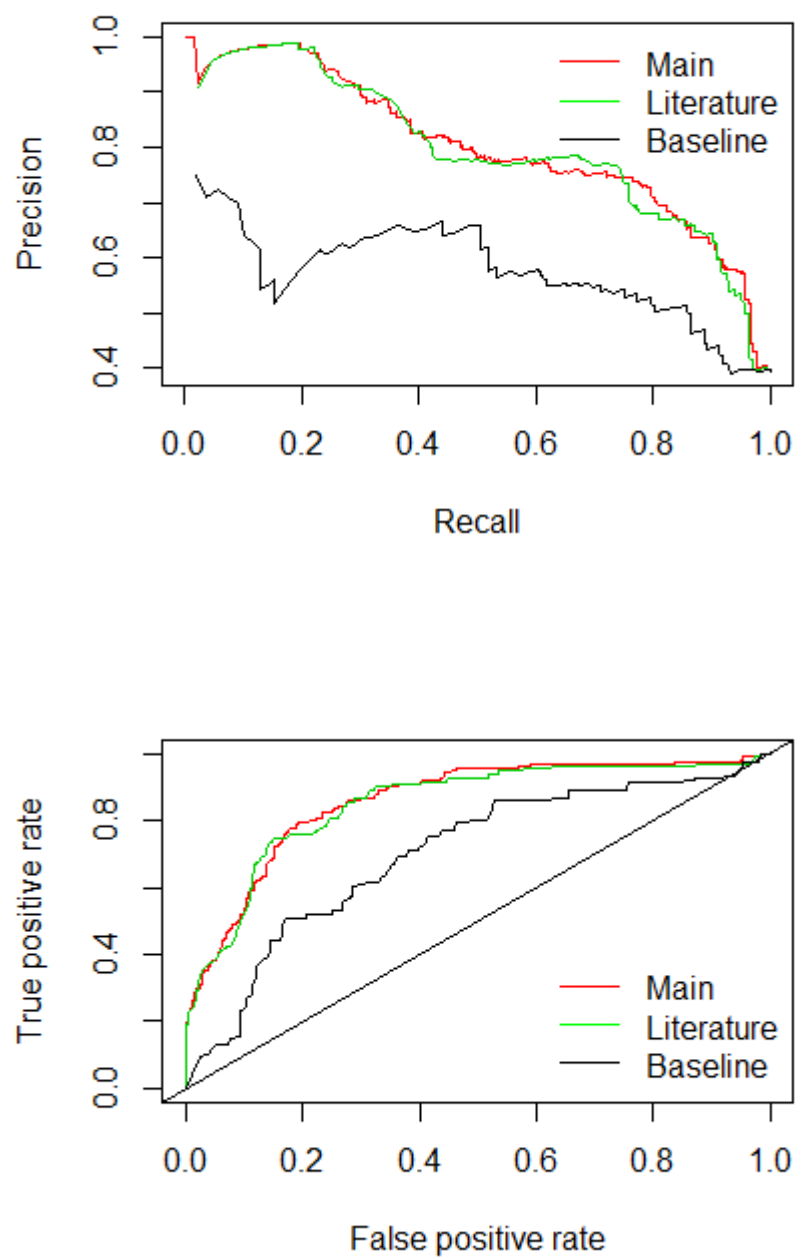 Precision
1.0
0.8
0.6
0.4
Main
Literature
Baseline
0.0 0.2 0.4 0.6 0.8 1.0
Recall
True positive rate
0.8
0.4
0.0
Main
Literature
Baseline
0.0 0.2 0.4 0.6 0.8 1.0
False positive rate